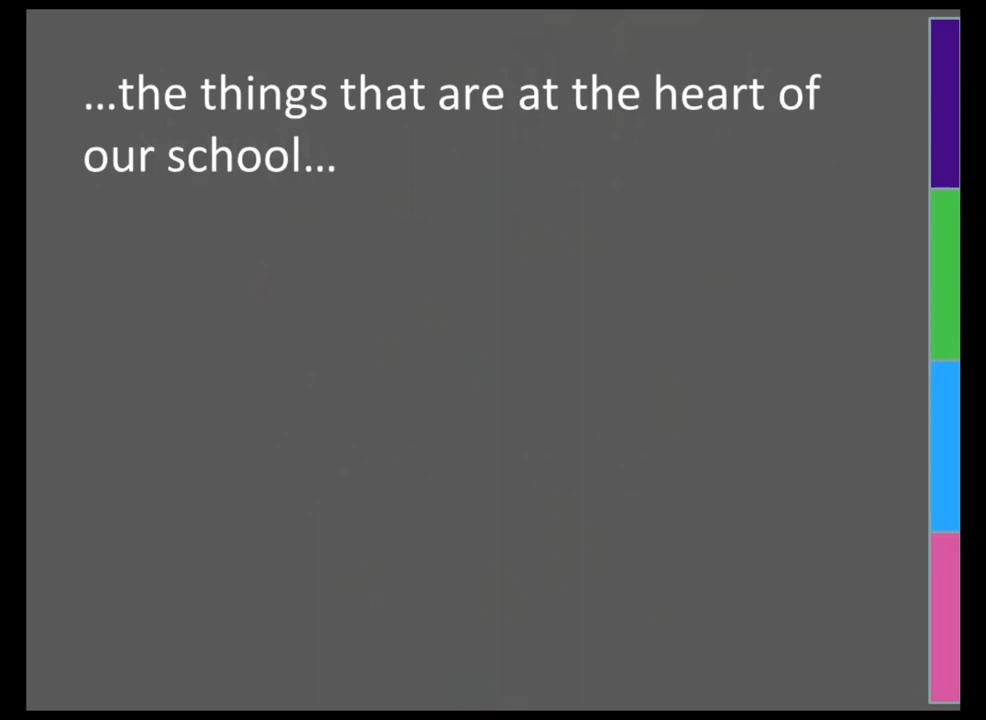 …the things that are at the heart of
our school…